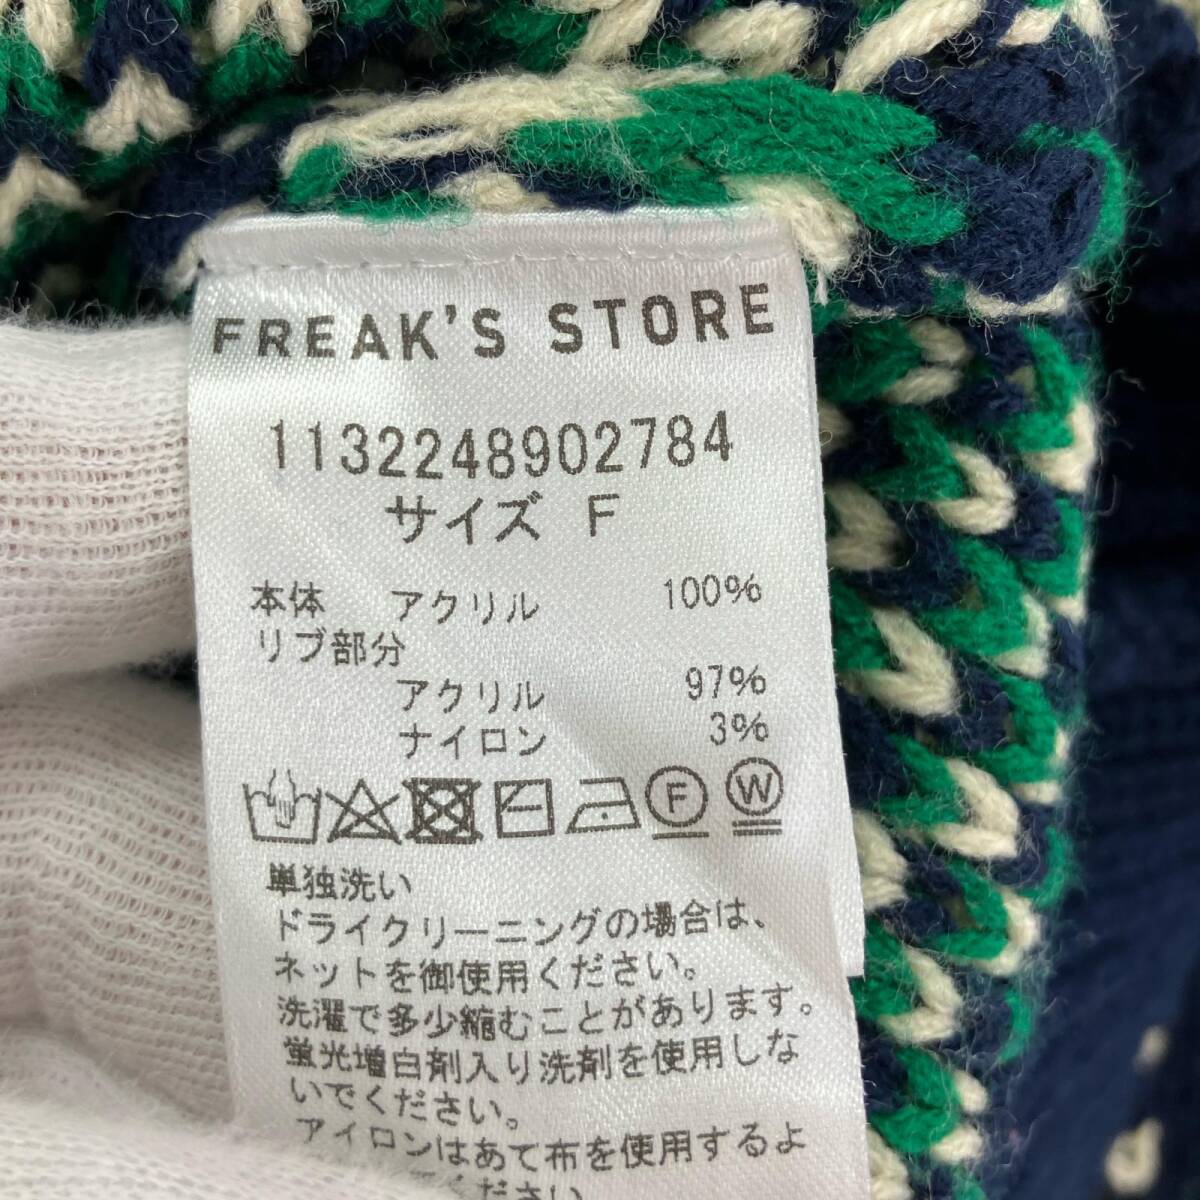 FREAK'S STORE
1132248902784
サイズ F
本体 アクリル 100%
リブ部分
アクリル 97%
ナイロン 3%
F W
単独洗い
ドライクリーニングの場合は、
ネットを御使用ください。
洗濯で多少縮むことがあります。
蛍光増白剤入り洗剤を使用しな
いでください。
アイロンはあて布を使用するよ
ください